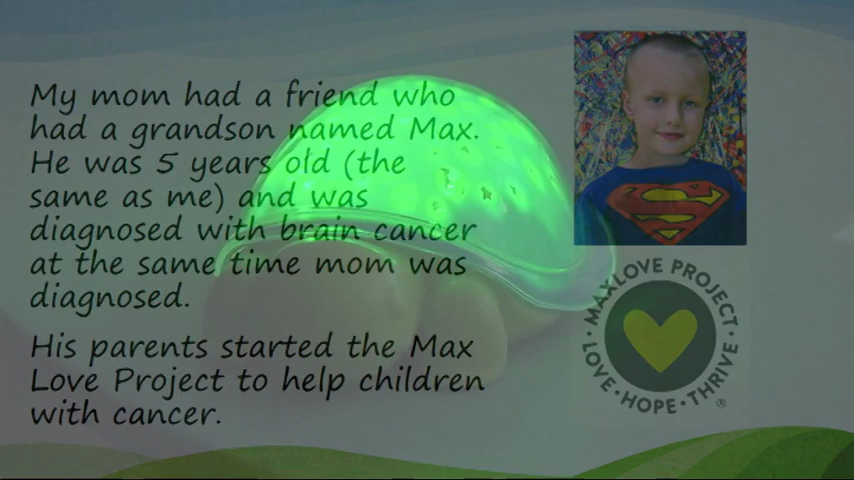 My mom had a friend who
had a grandson named Max.
He was 5 years old (the
same as me) and was
diagnosed with brain cancer
at the same time mom was
diagnosed.
His parents started the Max
Love Project to help children
with cancer.
MAXLOVE PROJECT
· LOVE · HOPE · THRIVE ·
®